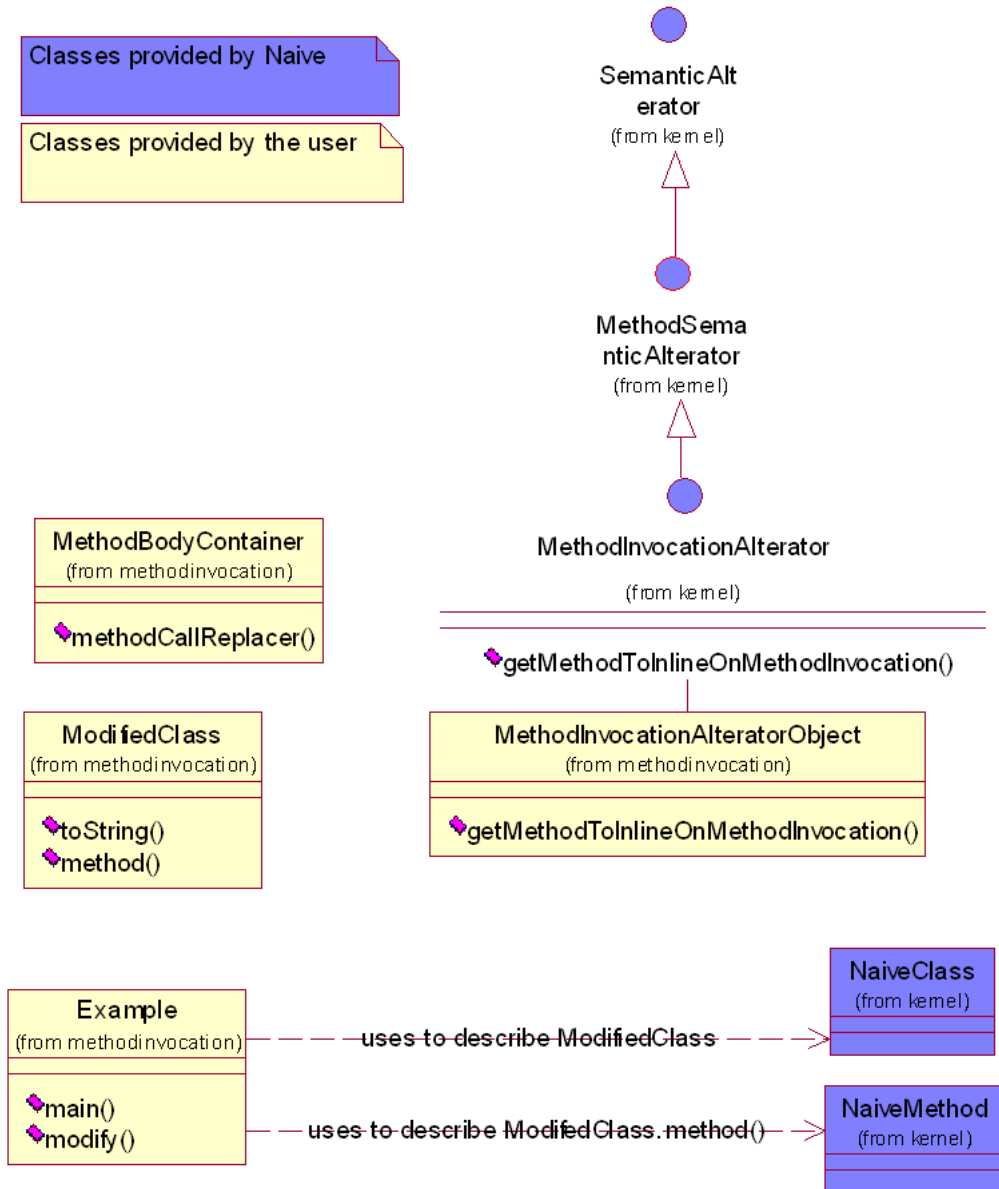 Classes provided by Naive
Classes provided by the user
SemanticAlt
erator
(from kernel)
MethodSema
nticAlterator
(from kernel)
MethodInvocationAlterator
(from kernel)
getMethodToInlineOnMethodInvocation()
MethodBodyContainer
(from methodinvocation)
methodCallReplacer()
ModifiedClass
(from methodinvocation)
toString()
method()
MethodInvocationAlteratorObject
(from methodinvocation)
getMethodToInlineOnMethodInvocation()
Example
(from methodinvocation)
main()
modify()
uses to describe ModifiedClass
uses to describe ModifiedClass.method()
NaiveClass
(from kernel)
NaiveMethod
(from kernel)